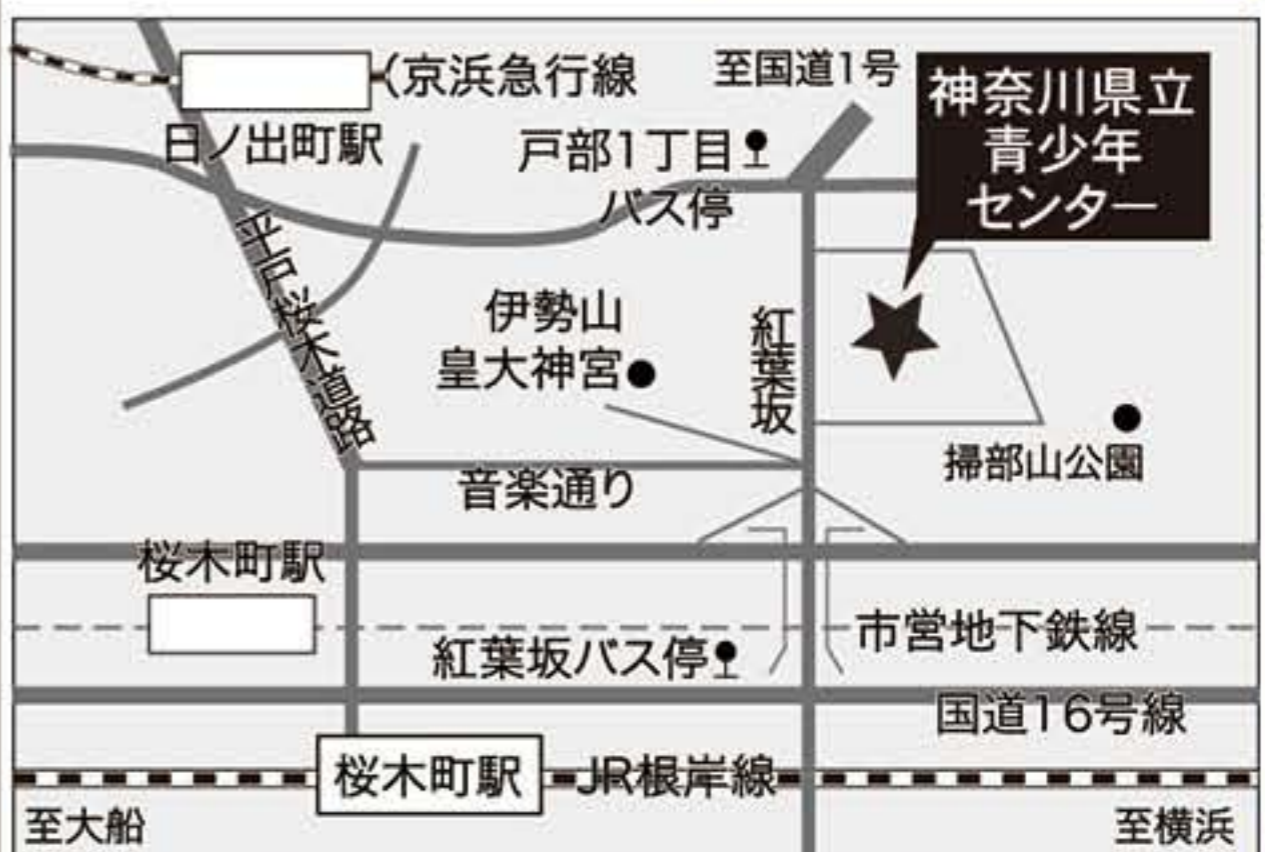 京浜急行線
至国道1号
神奈川県立
青少年
センター
日ノ出町駅
戸部1丁目
バス停
平戸桜木道路
伊勢山
皇大神宮
紅葉坂
掃部山公園
音楽通り
桜木町駅
市営地下鉄線
紅葉坂バス停
国道16号線
桜木町駅
JR根岸線
至大船
至横浜